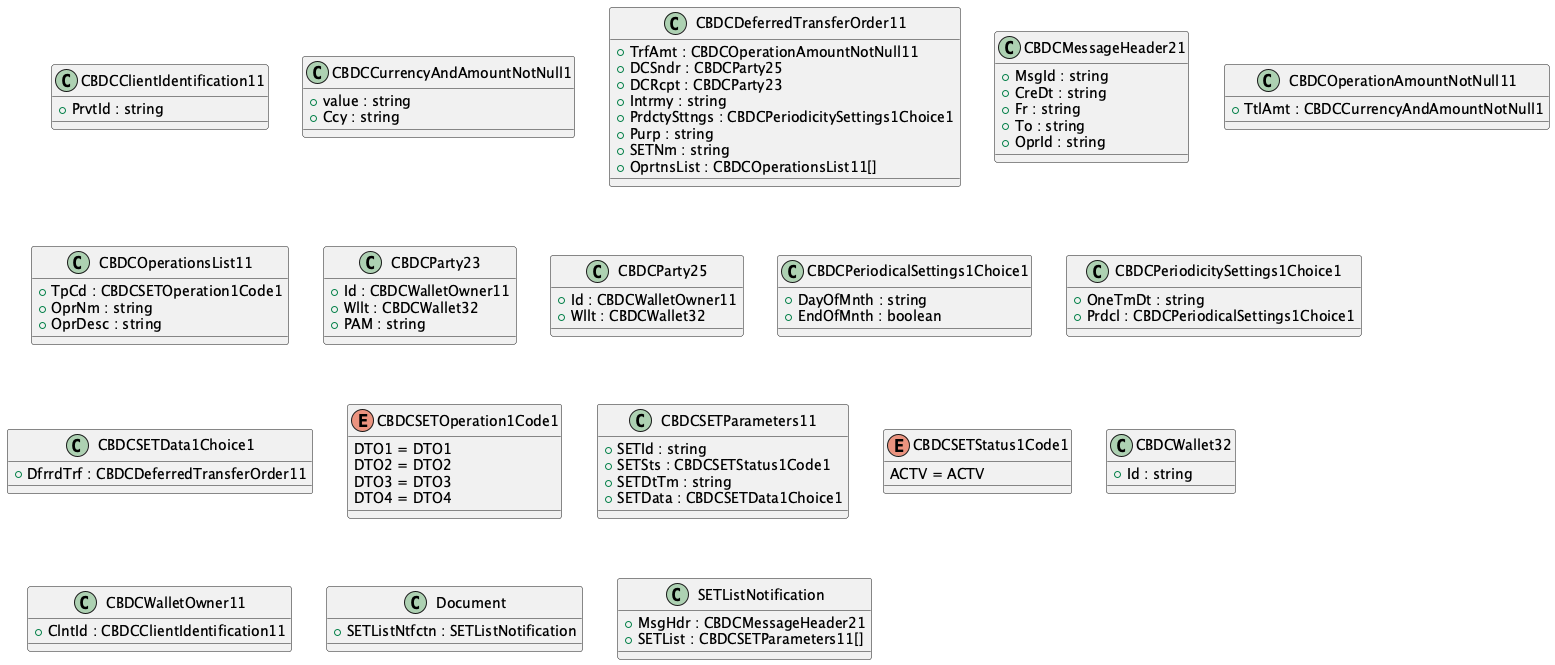 C CBDCClientIdentification11
PrvtId : string
C CBDCCurrencyAndAmountNotNull1
value : string
Ccy : string
C CBDCDeferredTransferOrder11
TrfAmt : CBDCOperationAmountNotNull11
DCSndr : CBDCParty25
DCRcpt : CBDCParty23
Intrmy : string
PrdctySttngs : CBDCPeriodicitySettings1Choice1
Purp : string
SETNm : string
OprtnsList : CBDCOperationsList11[]
C CBDCMessageHeader21
MsgId : string
CreDt : string
Fr : string
To : string
OprId : string
C CBDCOperationAmountNotNull11
TtlAmt : CBDCCurrencyAndAmountNotNull1
C CBDCOperationsList11
TpCd : CBDCSETOperation1Code1
OprNm : string
OprDesc : string
C CBDCParty23
Id : CBDCWalletOwner11
Wllt : CBDCWallet32
PAM : string
C CBDCParty25
Id : CBDCWalletOwner11
Wllt : CBDCWallet32
C CBDCPeriodicalSettings1Choice1
DayOfMnth : string
EndOfMnth : boolean
C CBDCPeriodicitySettings1Choice1
OneTmDt : string
Prdcl : CBDCPeriodicalSettings1Choice1
C CBDCSETData1Choice1
DfrrdTrf : CBDCDeferredTransferOrder11
E CBDCSETOperation1Code1
DTO1 = DTO1
DTO2 = DTO2
DTO3 = DTO3
DTO4 = DTO4
C CBDCSETParameters11
SETId : string
SETSts : CBDCSETStatus1Code1
SETDtTm : string
SETData : CBDCSETData1Choice1
E CBDCSETStatus1Code1
ACTV = ACTV
C CBDCWallet32
Id : string
C CBDCWalletOwner11
ClntId : CBDCClientIdentification11
C Document
SETListNtfctn : SETListNotification
C SETListNotification
MsgHdr : CBDCMessageHeader21
SETList : CBDCSETParameters11[]